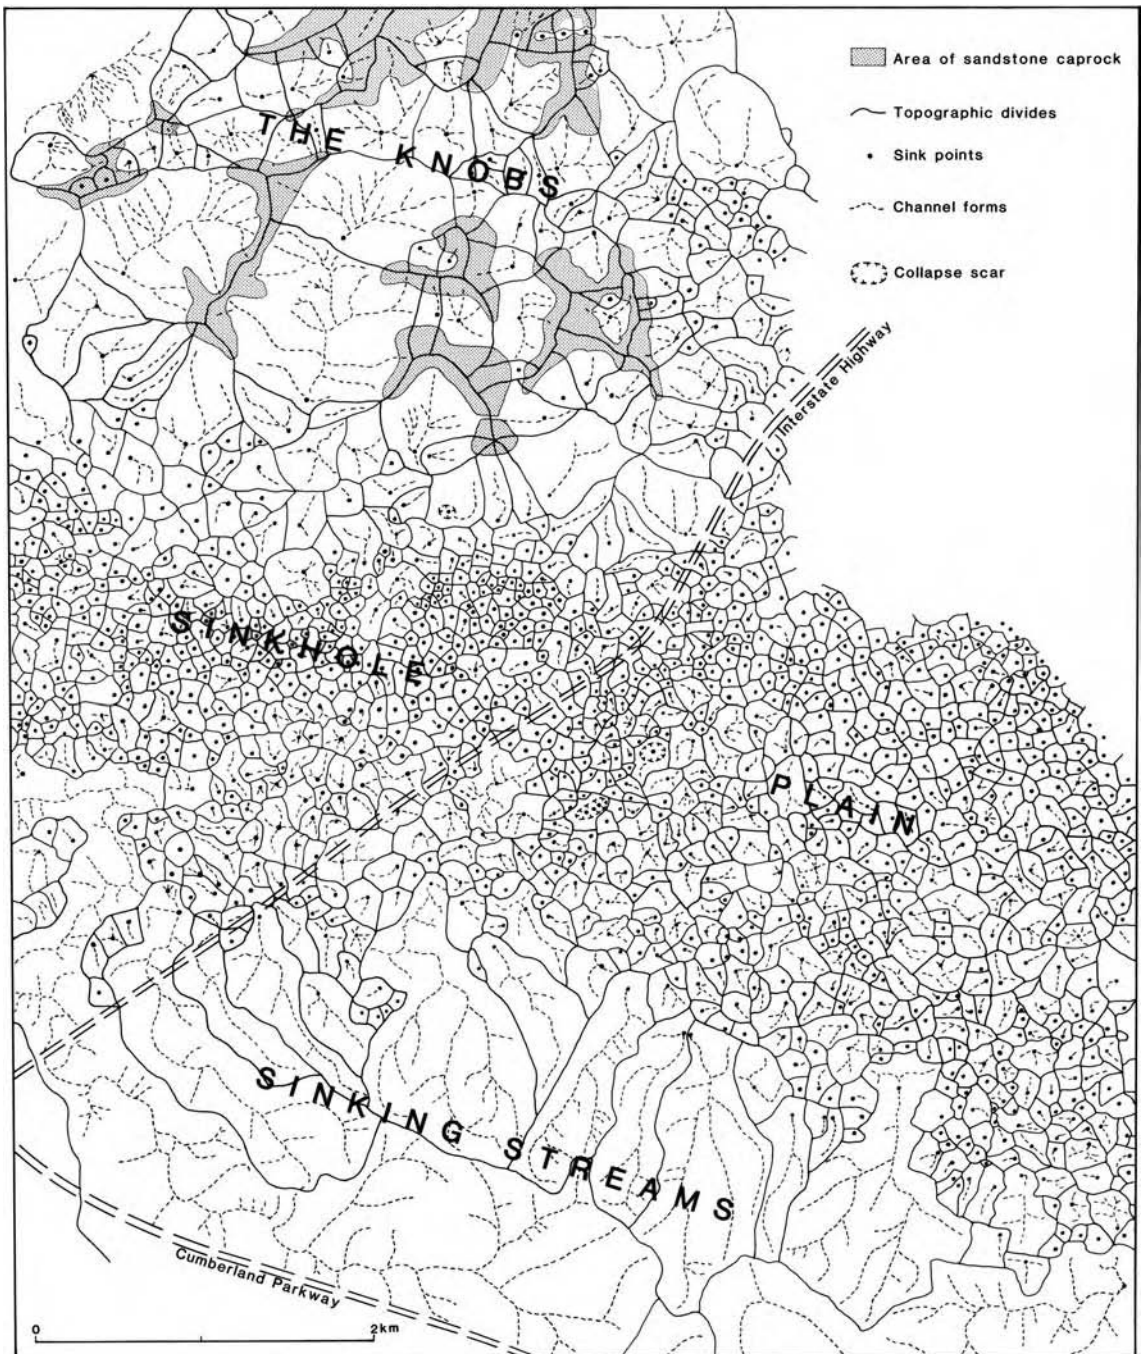 Area of sandstone caprock
Topographic divides
Sink points
Channel forms
Collapse scar
THE KNOBS
Interstate Highway
SINKHOLE
PLAIN
SINKING STREAMS
Cumberland Parkway
0 2km